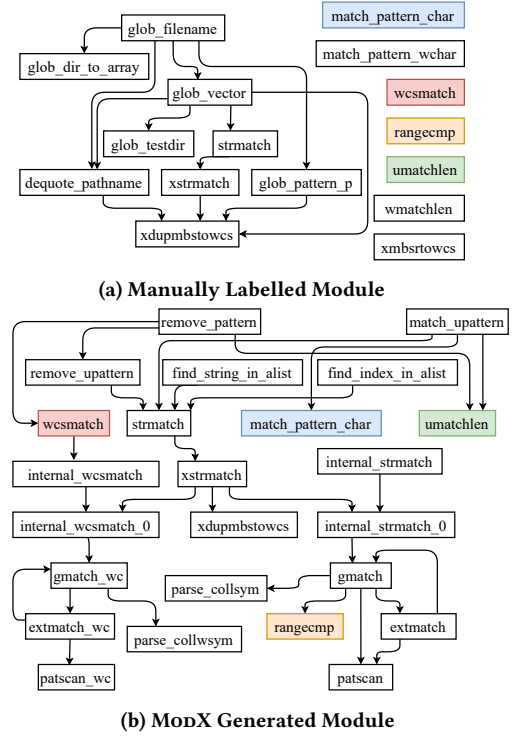 glob_filename
match_pattern_char
glob_dir_to_array
match_pattern_wchar
glob_vector
wcsmatch
glob_testdir
strmatch
rangecmp
dequote_pathname
xstrmatch
glob_pattern_p
umatchlen
wmatchlen
xdupmbstowcs
xmbsrtowcs
(a) Manually Labelled Module
remove_pattern
match_upattern
remove_upattern
find_string_in_alist
find_index_in_alist
wcsmatch
strmatch
match_pattern_char
umatchlen
internal_wcsmatch
xstrmatch
internal_strmatch
internal_wcsmatch_0
xdupmbstowcs
internal_strmatch_0
gmatch_wc
parse_collsym
gmatch
extmatch_wc
parse_collwsym
rangecmp
extmatch
patscan_wc
patscan
(b) MODX Generated Module